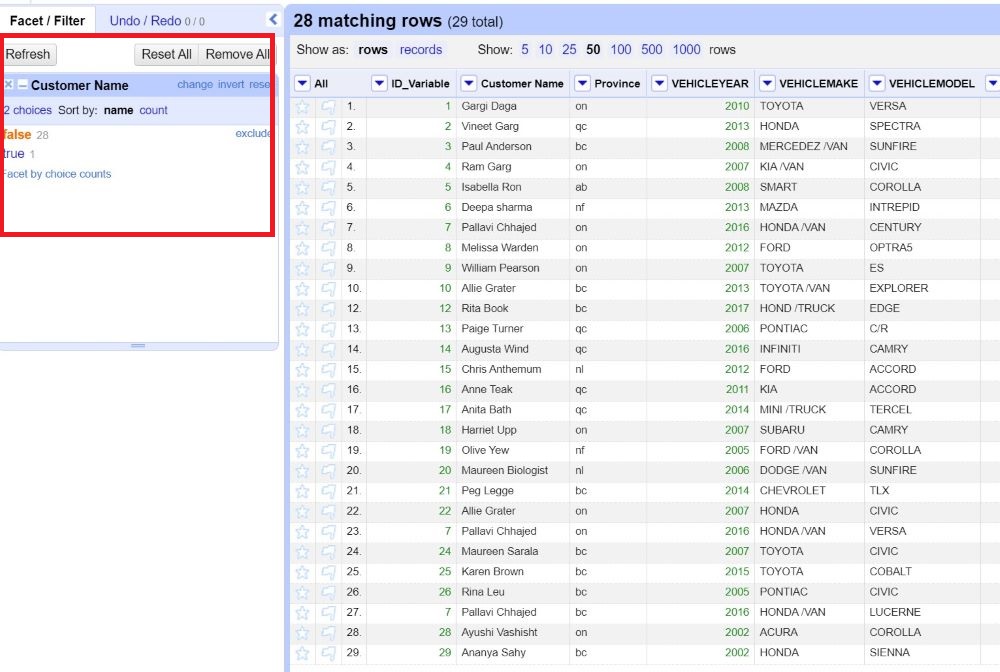 Facet / Filter Undo / Redo 0 / 0
Refresh Reset All Remove All
Customer Name change invert rese
2 choices Sort by: name count
false 28 exclude
true 1
Facet by choice counts
28 matching rows (29 total)
Show as: rows records Show: 5 10 25 50 100 500 1000 rows
All ID_Variable Customer Name Province VEHICLEYEAR VEHICLEMAKE VEHICLEMODEL
1. 1 Gargi Daga on 2010 TOYOTA VERSA
2. 2 Vineet Garg qc 2013 HONDA SPECTRA
3. 3 Paul Anderson bc 2008 MERCEDEZ /VAN SUNFIRE
4. 4 Ram Garg on 2007 KIA /VAN CIVIC
5. 5 Isabella Ron ab 2008 SMART COROLLA
6. 6 Deepa sharma nf 2013 MAZDA INTREPID
7. 7 Pallavi Chhajed on 2016 HONDA /VAN CENTURY
8. 8 Melissa Warden on 2012 FORD OPTRA5
9. 9 William Pearson on 2007 TOYOTA ES
10. 10 Allie Grater bc 2013 TOYOTA /VAN EXPLORER
12. 12 Rita Book bc 2017 HOND /TRUCK EDGE
13. 13 Paige Turner qc 2006 PONTIAC C/R
14. 14 Augusta Wind qc 2016 INFINITI CAMRY
15. 15 Chris Anthemum nl 2012 FORD ACCORD
16. 16 Anne Teak qc 2011 KIA ACCORD
17. 17 Anita Bath qc 2014 MINI /TRUCK TERCEL
18. 18 Harriet Upp on 2007 SUBARU CAMRY
19. 19 Olive Yew nf 2005 FORD /VAN COROLLA
20. 20 Maureen Biologist nl 2006 DODGE /VAN SUNFIRE
21. 21 Peg Legge bc 2014 CHEVROLET TLX
22. 22 Allie Grater on 2007 HONDA CIVIC
23. 7 Pallavi Chhajed on 2016 HONDA /VAN VERSA
24. 24 Maureen Sarala bc 2007 TOYOTA CIVIC
25. 25 Karen Brown bc 2015 TOYOTA COBALT
26. 26 Rina Leu bc 2005 PONTIAC CIVIC
27. 7 Pallavi Chhajed bc 2016 HONDA /VAN LUCERNE
28. 28 Ayushi Vashisht on 2002 ACURA COROLLA
29. 29 Ananya Sahy bc 2002 HONDA SIENNA